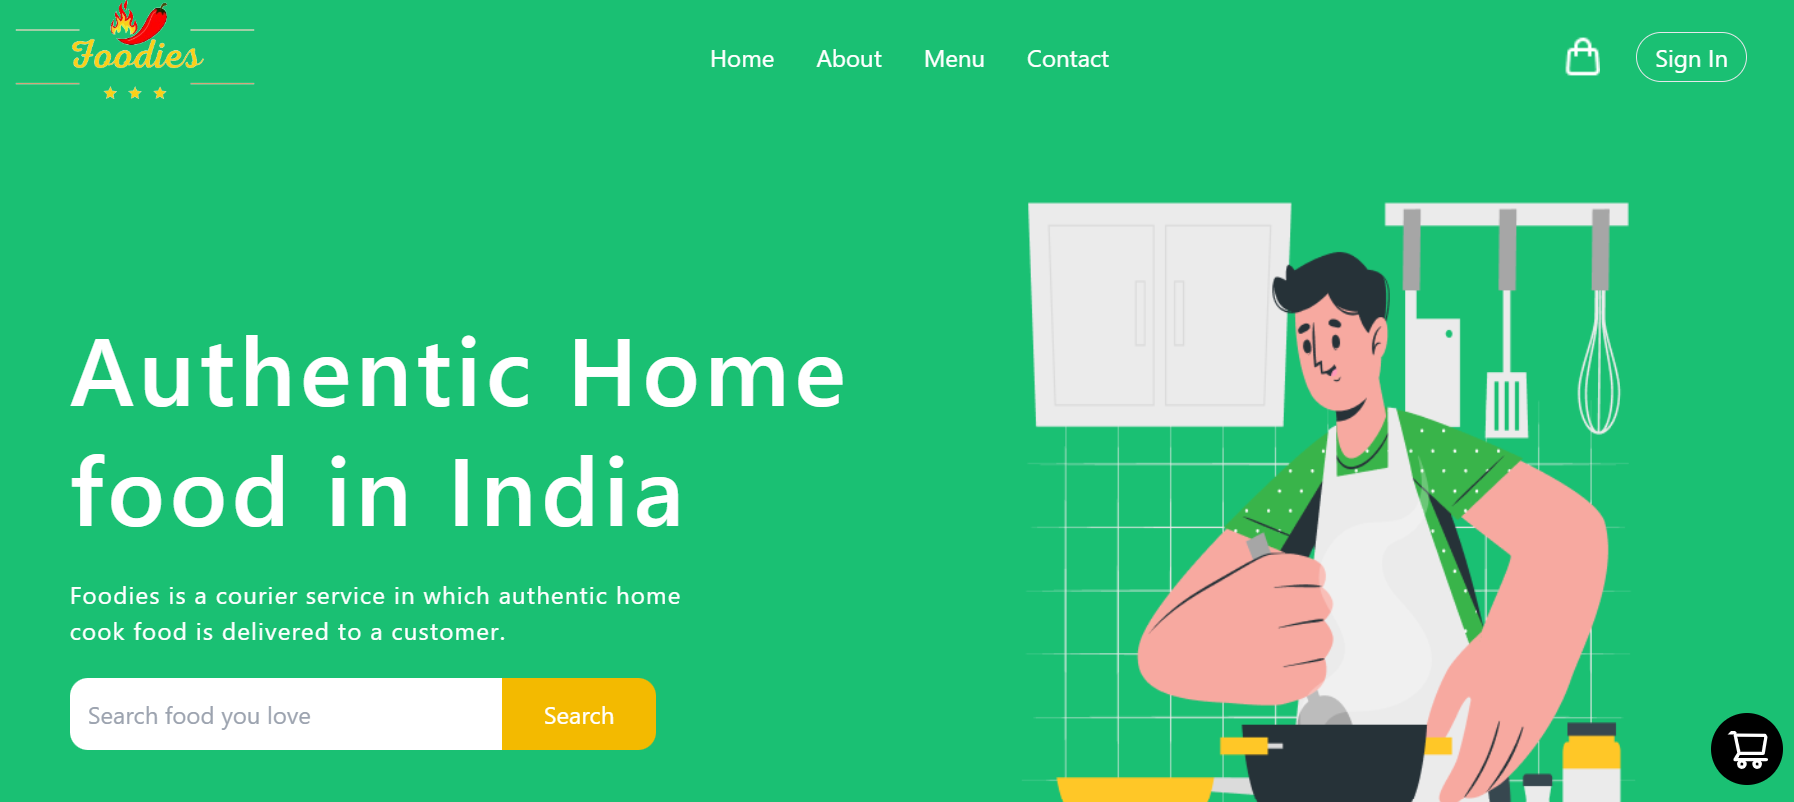 Foodies
Home About Menu Contact
Sign In
Authentic Home
food in India
Foodies is a courier service in which authentic home
cook food is delivered to a customer.
Search food you love
Search